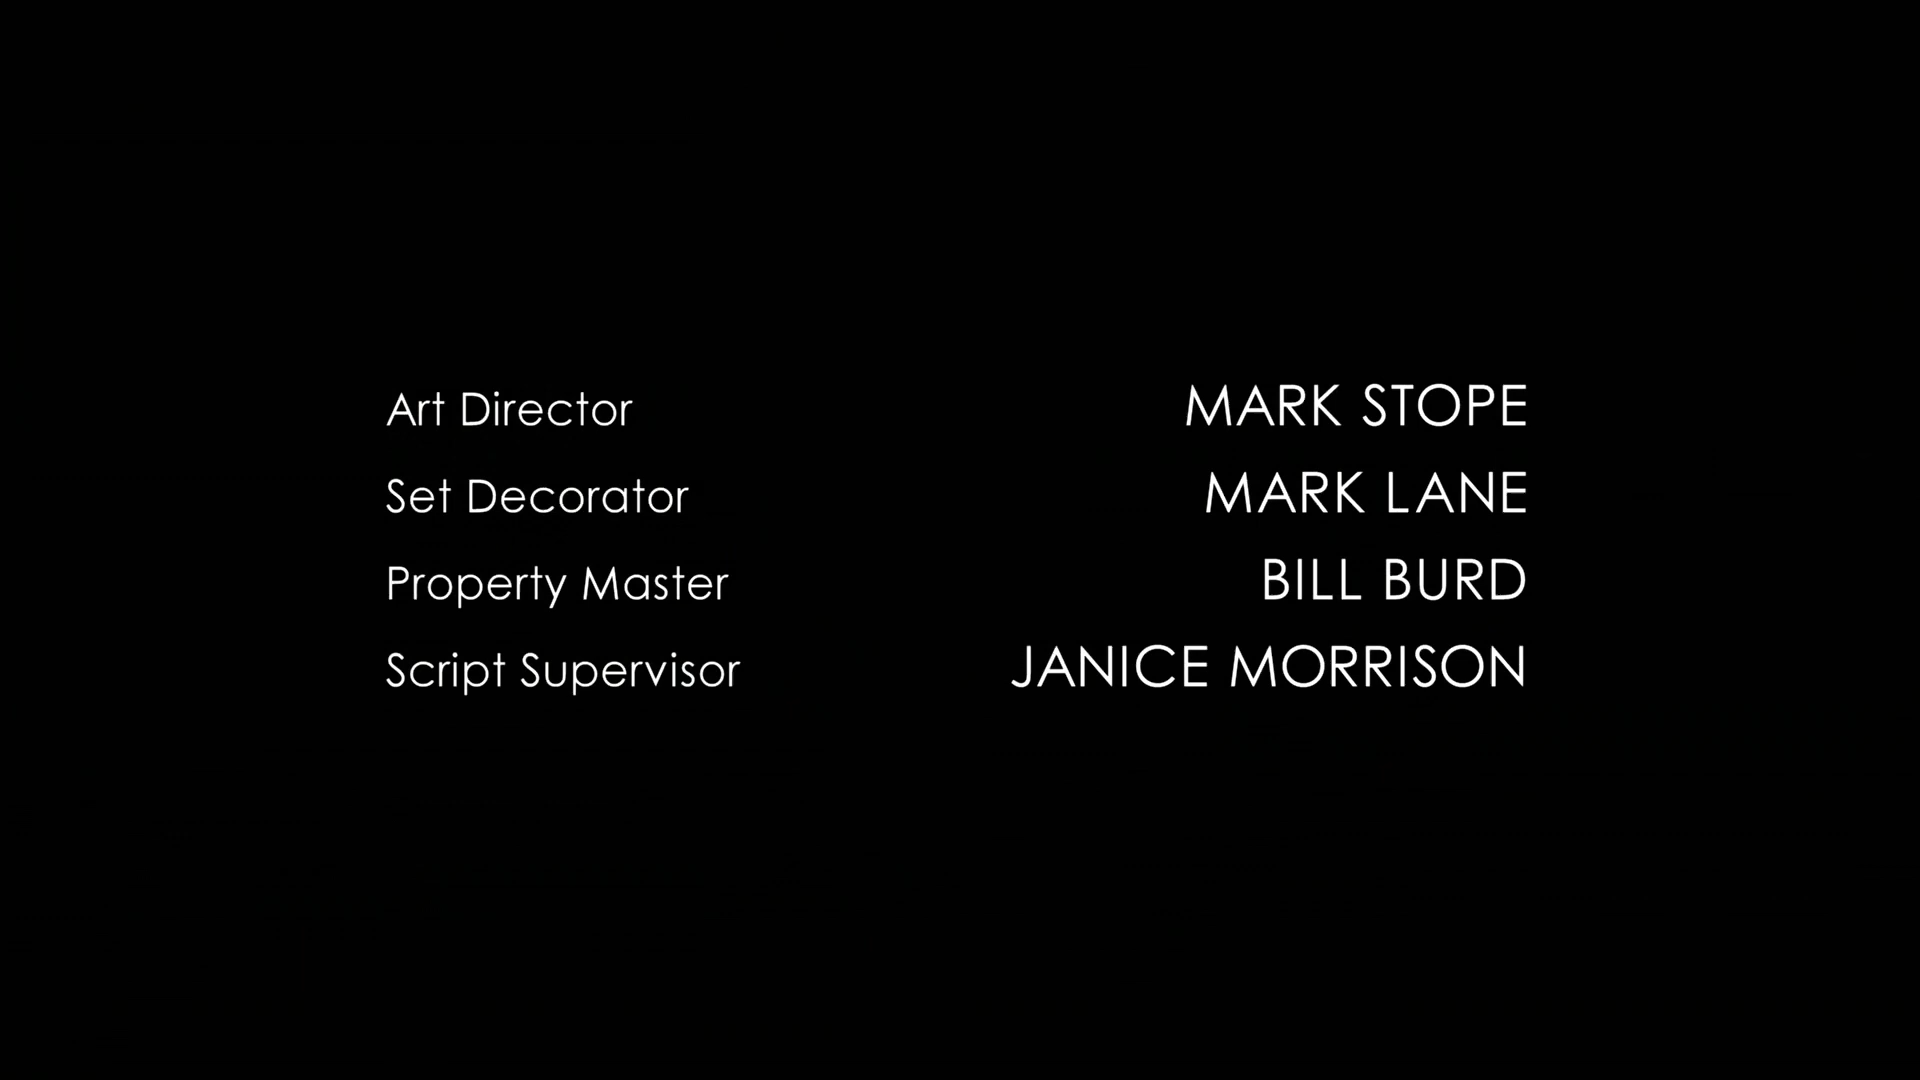 Art Director MARK STOPE
Set Decorator MARK LANE
Property Master BILL BURD
Script Supervisor JANICE MORRISON